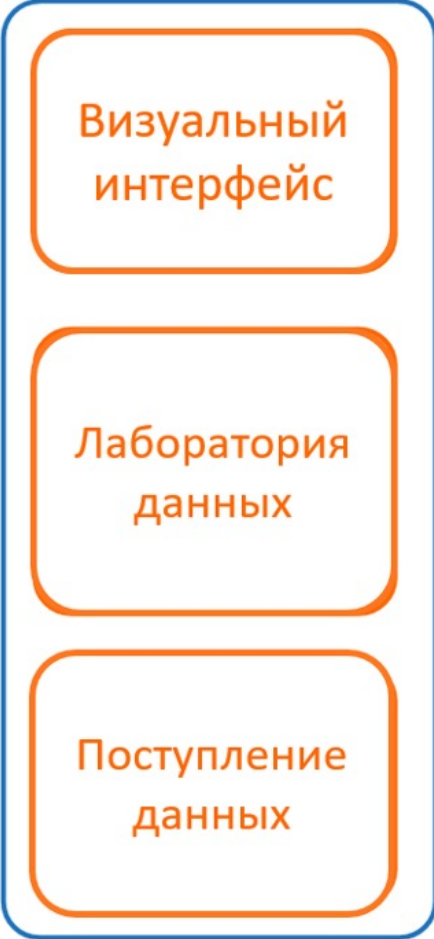 Визуальный
интерфейс
Лаборатория
данных
Поступление
данных